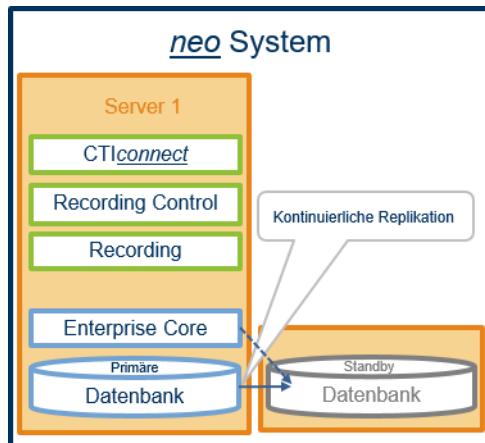 neo System
Server 1
CTIconnect
Recording Control
Recording
Kontinuierliche Replikation
Enterprise Core
Primäre
Datenbank
Standby
Datenbank